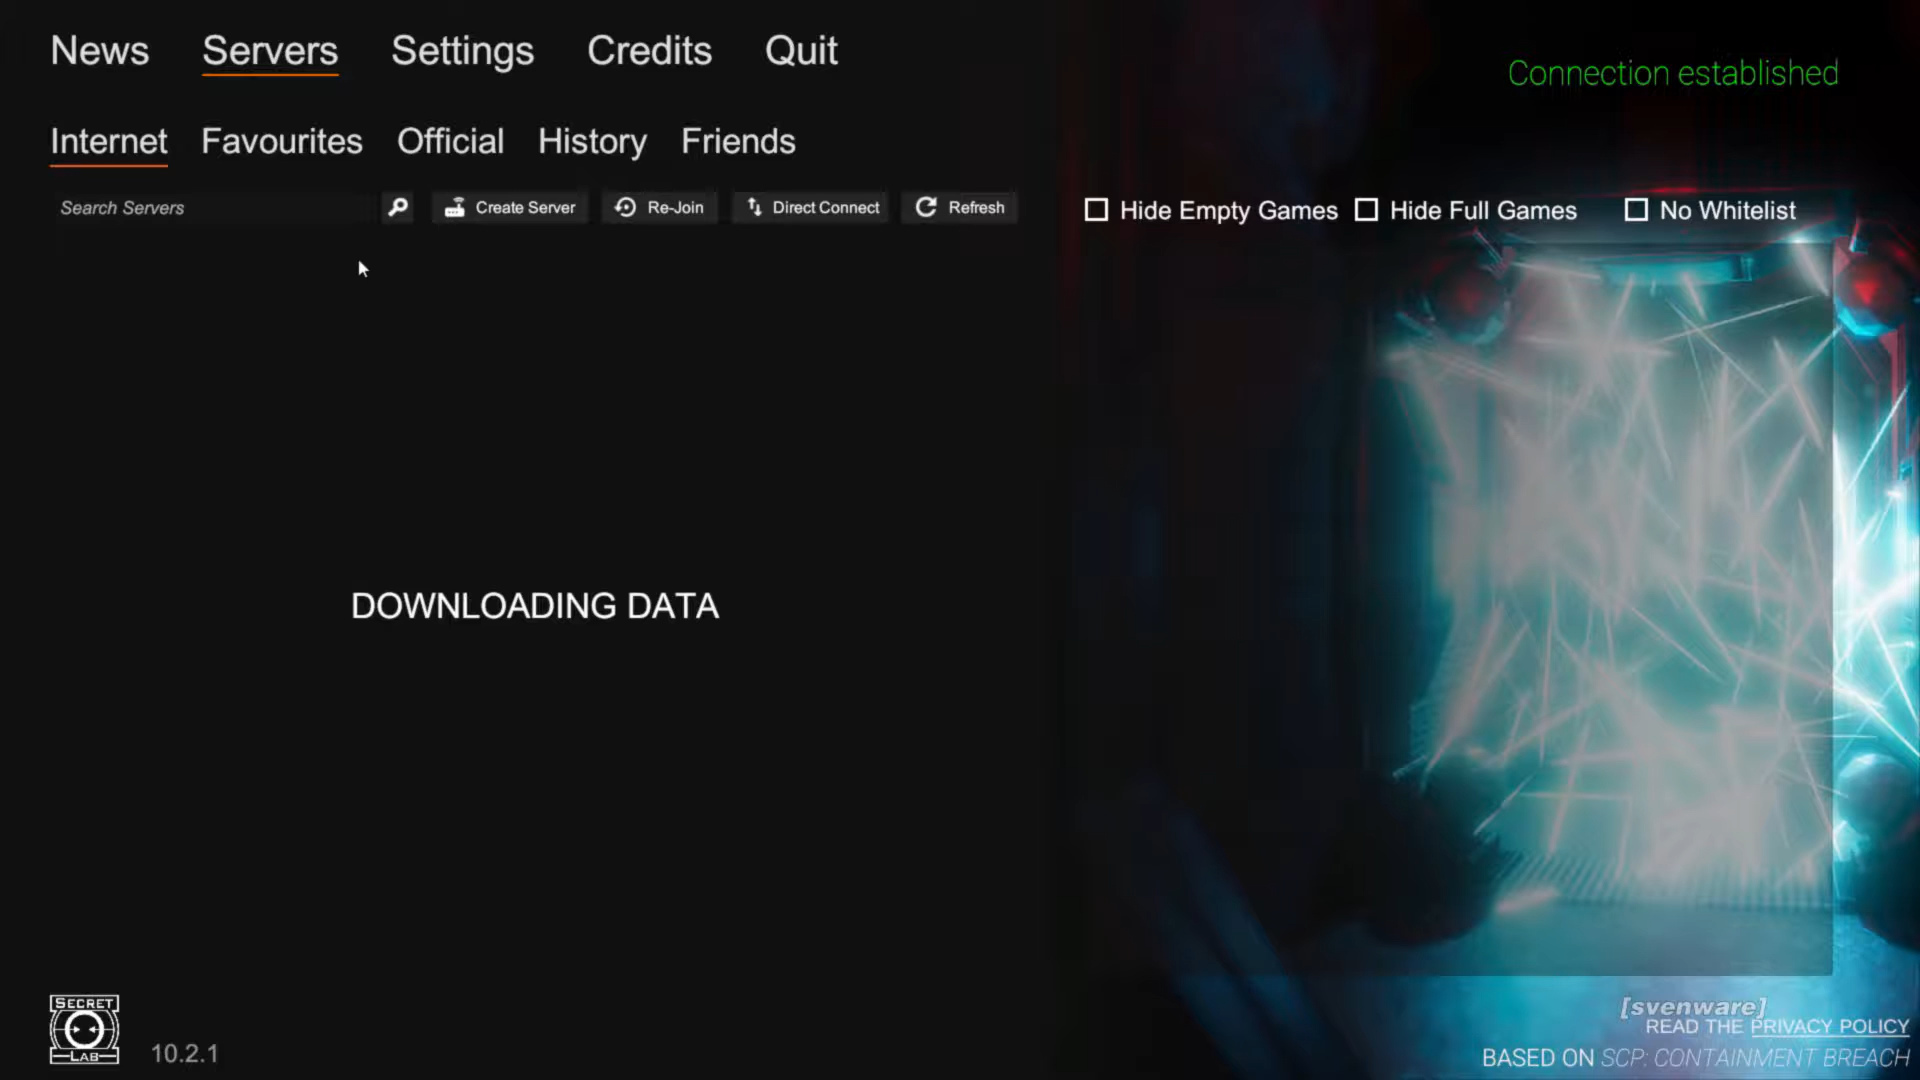 News Servers Settings Credits Quit
Connection established
Internet Favourites Official History Friends
Search Servers Create Server Re-Join Direct Connect Refresh Hide Empty Games Hide Full Games No Whitelist
DOWNLOADING DATA
SECRET
LAB
10.2.1
[svenware]
READ THE PRIVACY POLICY
BASED ON SCP: CONTAINMENT BREACH